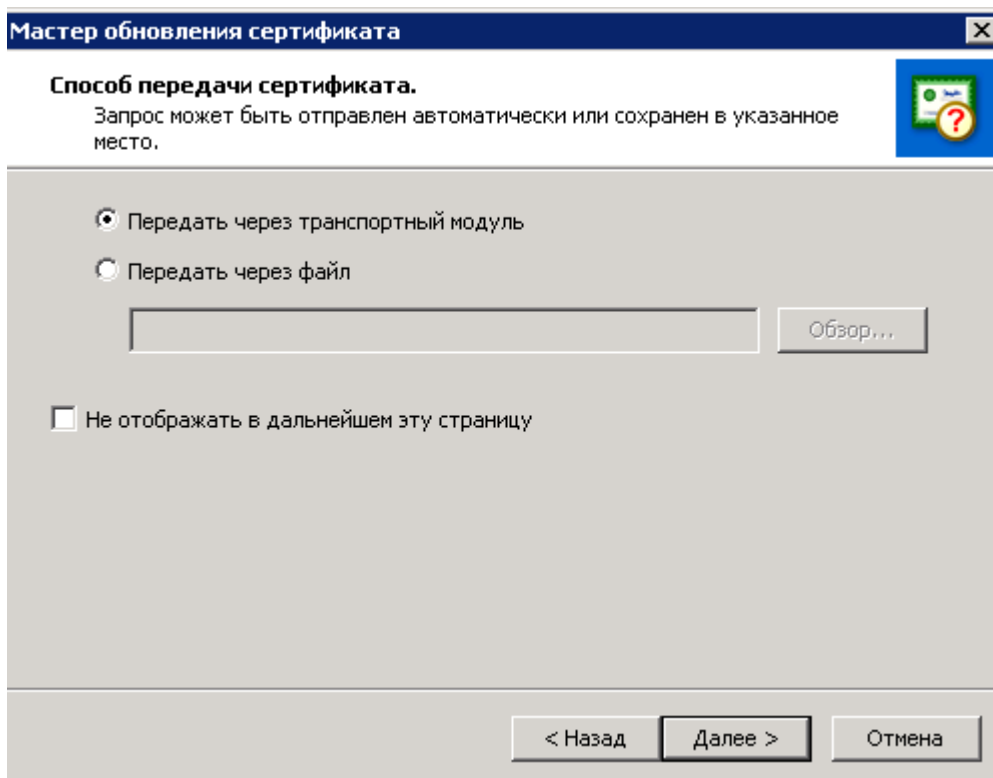 Мастер обновления сертификата
Способ передачи сертификата.
Запрос может быть отправлен автоматически или сохранен в указанное
место.
Передать через транспортный модуль
Передать через файл
Обзор...
Не отображать в дальнейшем эту страницу
< Назад
Далее >
Отмена